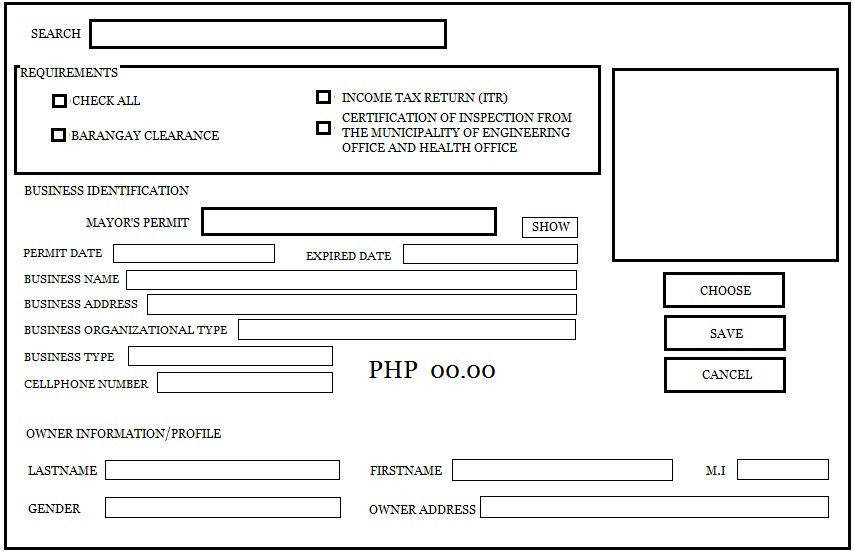 SEARCH
REQUIREMENTS
CHECK ALL
INCOME TAX RETURN (ITR)
BARANGAY CLEARANCE
CERTIFICATION OF INSPECTION FROM
THE MUNICIPALITY OF ENGINEERING
OFFICE AND HEALTH OFFICE
BUSINESS IDENTIFICATION
MAYOR'S PERMIT
SHOW
PERMIT DATE
EXPIRED DATE
BUSINESS NAME
BUSINESS ADDRESS
BUSINESS ORGANIZATIONAL TYPE
BUSINESS TYPE
CELLPHONE NUMBER
PHP 00.00
CHOOSE
SAVE
CANCEL
OWNER INFORMATION/PROFILE
LASTNAME
FIRSTNAME
M.I
GENDER
OWNER ADDRESS